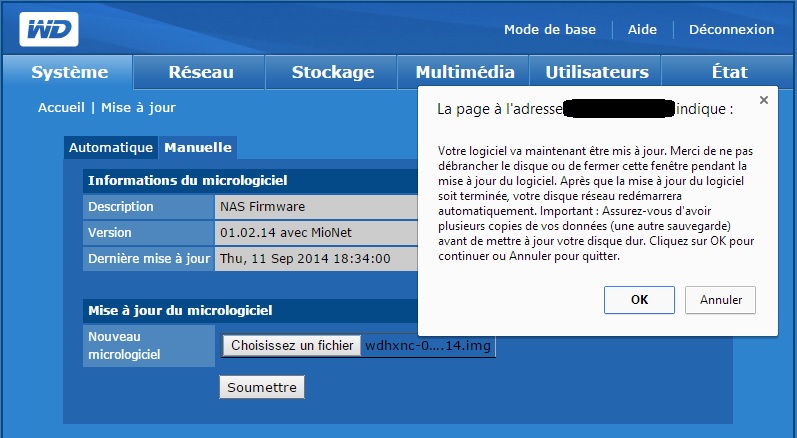 WD
Mode de base | Aide | Déconnexion
Système Réseau Stockage Multimédia Utilisateurs État
Accueil | Mise à jour
Automatique Manuelle
Informations du micrologiciel
Description NAS Firmware
Version 01.02.14 avec MioNet
Dernière mise à jour Thu, 11 Sep 2014 18:34:00
Mise à jour du micrologiciel
Nouveau
micrologiciel
Choisissez un fichier wdhxnc-0....14.img
Soumettre
La page à l'adresse indique :
×
Votre logiciel va maintenant être mis à jour. Merci de ne pas
débrancher le disque ou de fermer cette fenêtre pendant la
mise à jour du logiciel. Après que la mise à jour du logiciel
soit terminée, votre disque réseau redémarrera
automatiquement. Important : Assurez-vous d'avoir
plusieurs copies de vos données (une autre sauvegarde)
avant de mettre à jour votre disque dur. Cliquez sur OK pour
continuer ou Annuler pour quitter.
OK Annuler